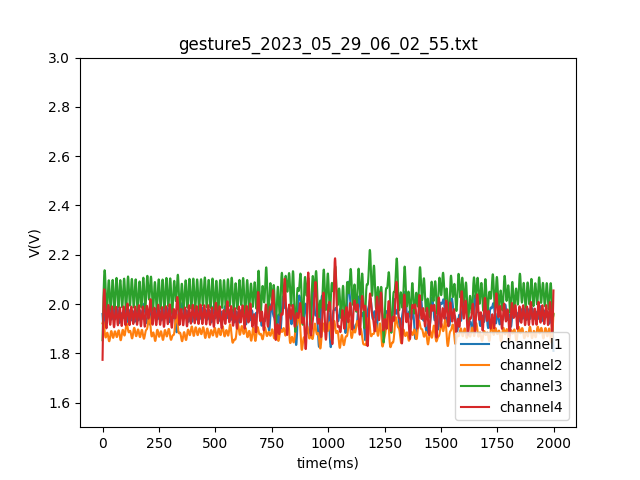 gesture5_2023_05_29_06_02_55.txt
3.0
2.8
2.6
2.4
2.2
2.0
1.8
1.6
V(V)
channel1
channel2
channel3
channel4
0 250 500 750 1000 1250 1500 1750 2000
time(ms)